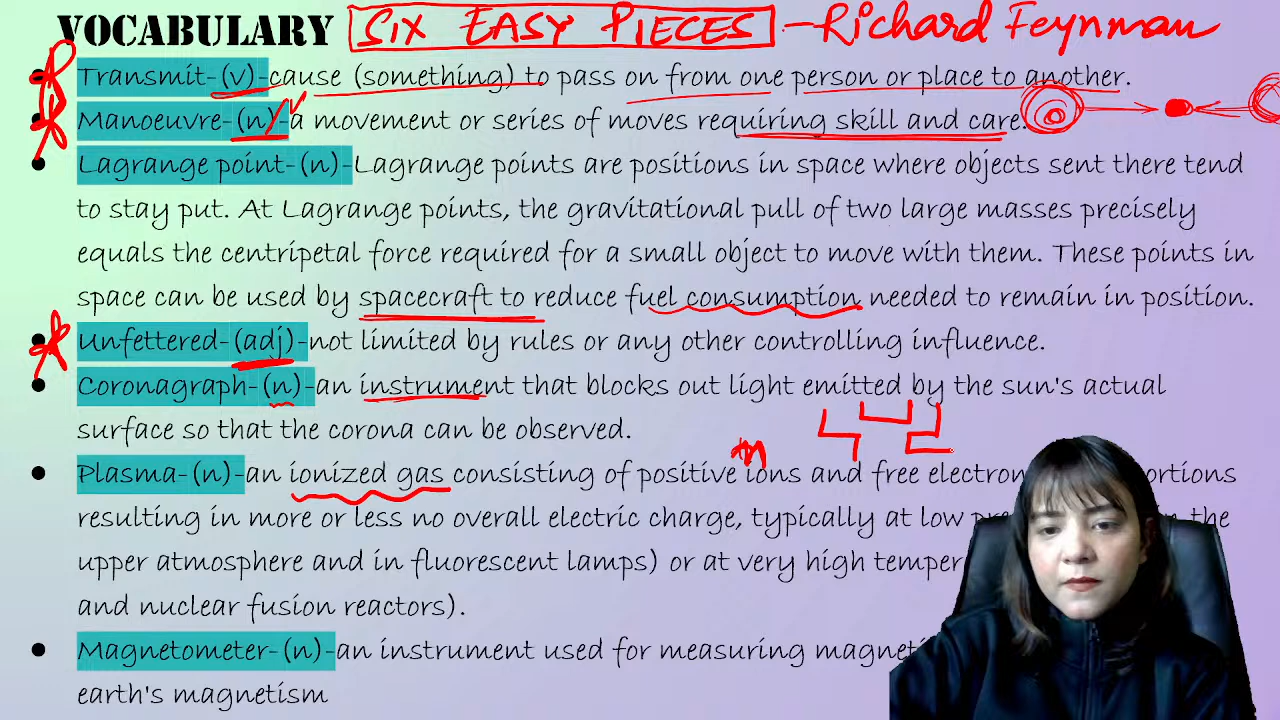 VOCABULARY SIX EASY PIECES - Richard Feynman
Transmit-(v)-cause (something) to pass on from one person or place to another.
Manoeuvre-(n)-a movement or series of moves requiring skill and care.
Lagrange point-(n)-Lagrange points are positions in space where objects sent there tend
to stay put. At Lagrange points, the gravitational pull of two large masses precisely
equals the centripetal force required for a small object to move with them. These points in
space can be used by spacecraft to reduce fuel consumption needed to remain in position.
Unfettered-(adj)-not limited by rules or any other controlling influence.
Coronagraph-(n)-an instrument that blocks out light emitted by the sun's actual
surface so that the corona can be observed.
Plasma-(n)-an ionized gas consisting of positive ions and free electron
resulting in more or less no overall electric charge, typically at low the
upper atmosphere and in fluorescent lamps) or at very high
and nuclear fusion reactors).
Magnetometer-(n)-an instrument used for measuring
earth's magnetism